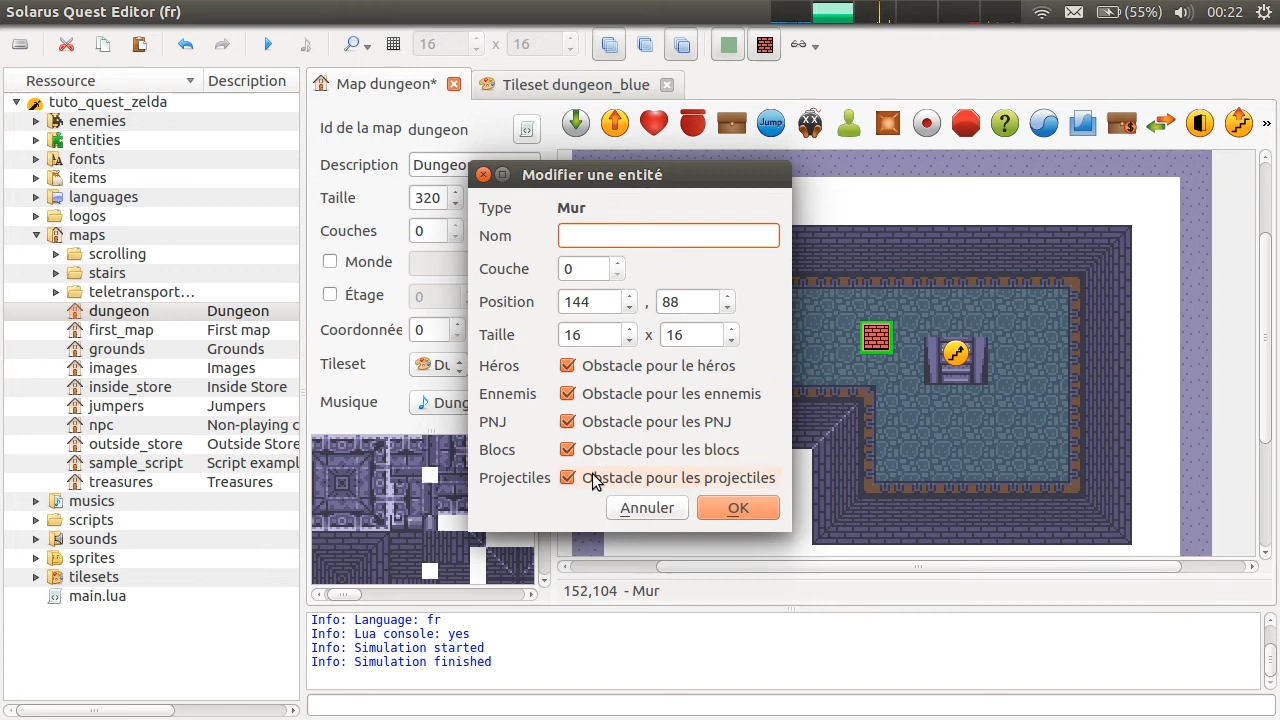 Solarus Quest Editor (fr)
(55%) 00:22
16 x 16
Ressource Description
Map dungeon*
Tileset dungeon_blue
tuto_quest_zelda
enemies
entities
fonts
items
languages
logos
maps
scrolling
stairs
teletransport...
dungeon Dungeon
first_map First map
grounds Grounds
images Images
inside_store Inside Store
jumpers Jumpers
npc Non-playing c
outside_store Outside Store
sample_script Script examp
treasures Treasures
musics
scripts
sounds
sprites
tilesets
main.lua
Id de la map dungeon
Description Dungeo
Taille 320
Couches 0
Monde
Étage 0
Coordonnée 0
Tileset Du
Musique Dung
Jump
?
$
»
Modifier une entité
Type Mur
Nom
Couche 0
Position 144 , 88
Taille 16 x 16
Héros Obstacle pour le héros
Ennemis Obstacle pour les ennemis
PNJ Obstacle pour les PNJ
Blocs Obstacle pour les blocs
Projectiles Obstacle pour les projectiles
Annuler OK
152,104 - Mur
Info: Language: fr
Info: Lua console: yes
Info: Simulation started
Info: Simulation finished